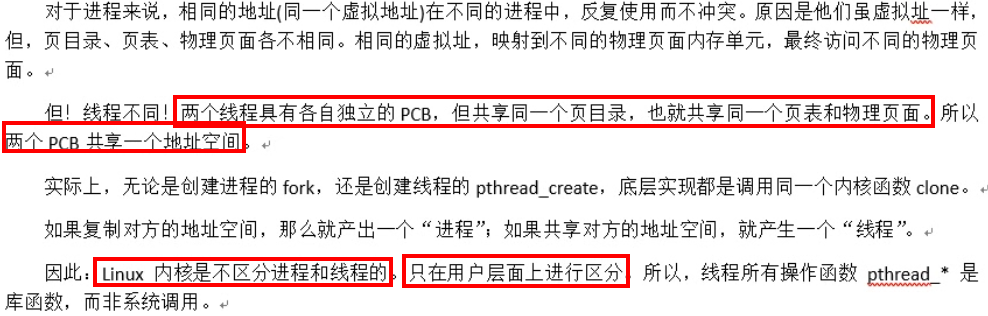 对于进程来说，相同的地址(同一个虚拟地址)在不同的进程中，反复使用而不冲突。原因是他们虽虚拟址一样，
但，页目录、页表、物理页面各不相同。相同的虚拟址，映射到不同的物理页面内存单元，最终访问不同的物理页
面。
但！线程不同！两个线程具有各自独立的 PCB，但共享同一个页目录，也就共享同一个页表和物理页面。所以
两个 PCB 共享一个地址空间。
实际上，无论是创建进程的 fork，还是创建线程的 pthread_create，底层实现都是调用同一个内核函数 clone。
如果复制对方的地址空间，那么就产出一个“进程”；如果共享对方的地址空间，就产生一个“线程”。
因此：Linux 内核是不区分进程和线程的。只在用户层面上进行区分。所以，线程所有操作函数 pthread_* 是
库函数，而非系统调用。